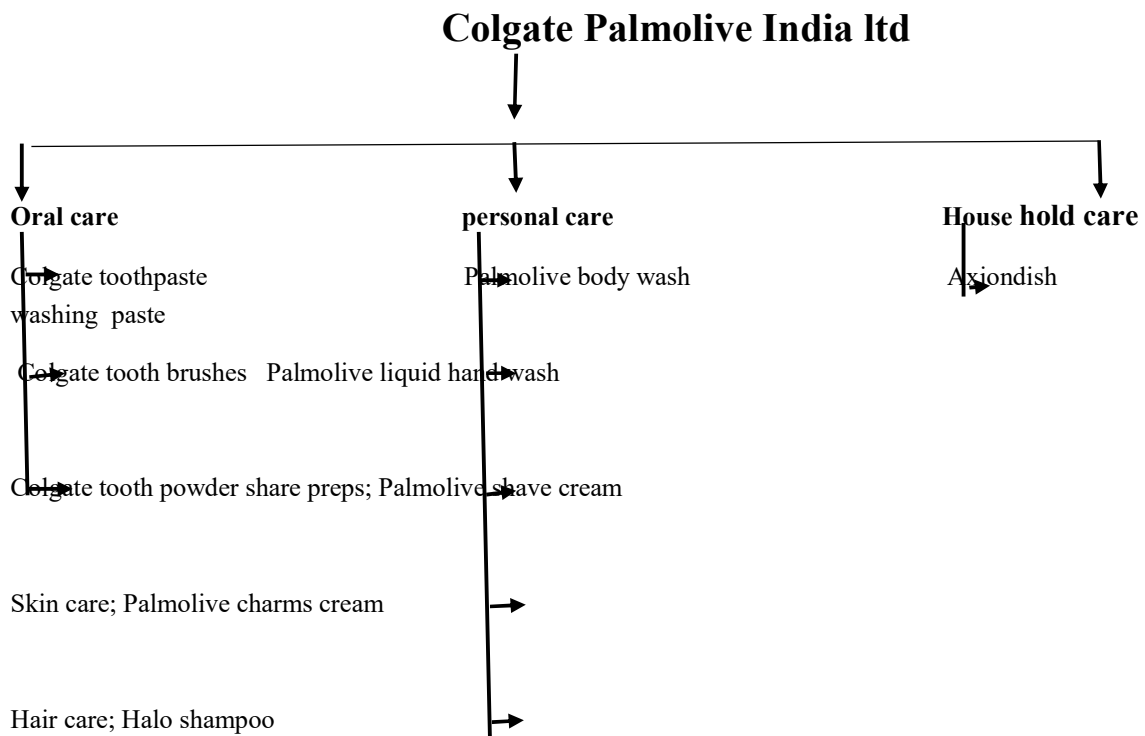 Colgate Palmolive India ltd
Oral care personal care House hold care
Colgate toothpaste Palmolive body wash Axiondish
washing paste
Colgate tooth brushes Palmolive liquid hand wash
Colgate tooth powder share preps; Palmolive shave cream
Skin care; Palmolive charms cream
Hair care; Halo shampoo